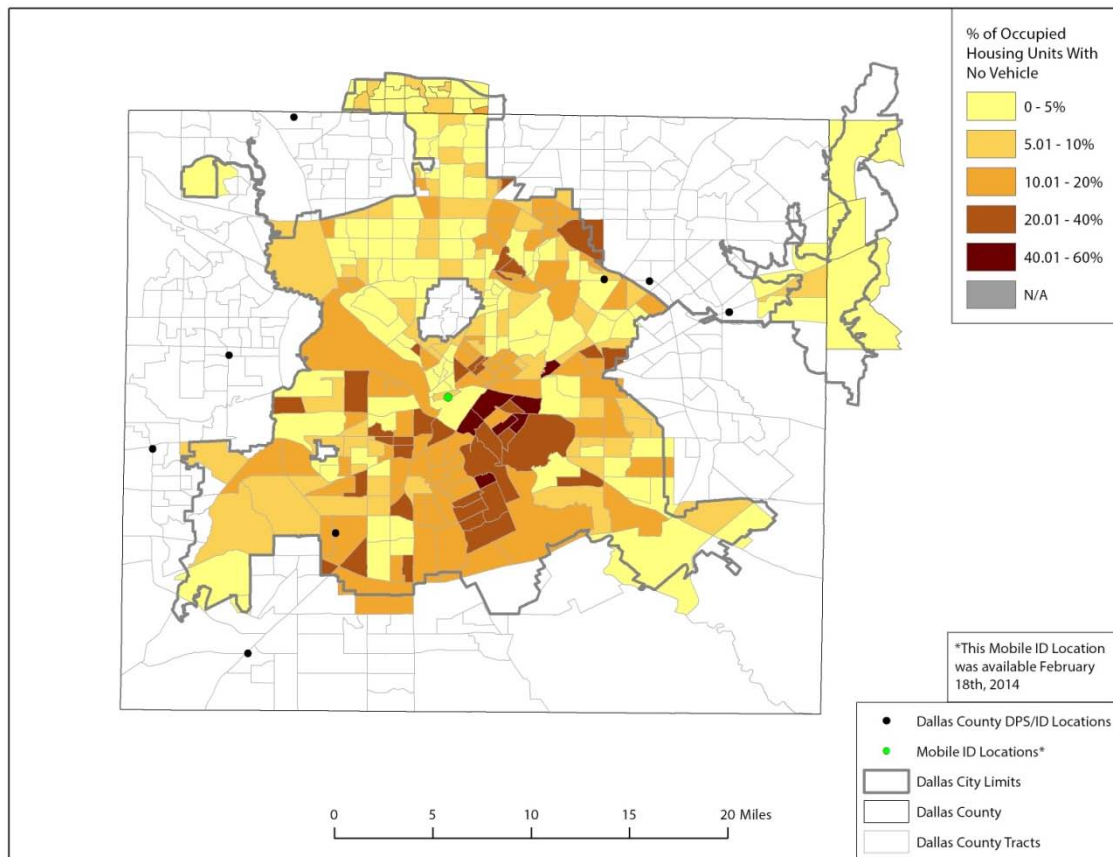 % of Occupied
Housing Units With
No Vehicle
0 - 5%
5.01 - 10%
10.01 - 20%
20.01 - 40%
40.01 - 60%
N/A
*This Mobile ID Location
was available February
18th, 2014
Dallas County DPS/ID Locations
Mobile ID Locations*
Dallas City Limits
Dallas County
Dallas County Tracts
0 5 10 15 20 Miles